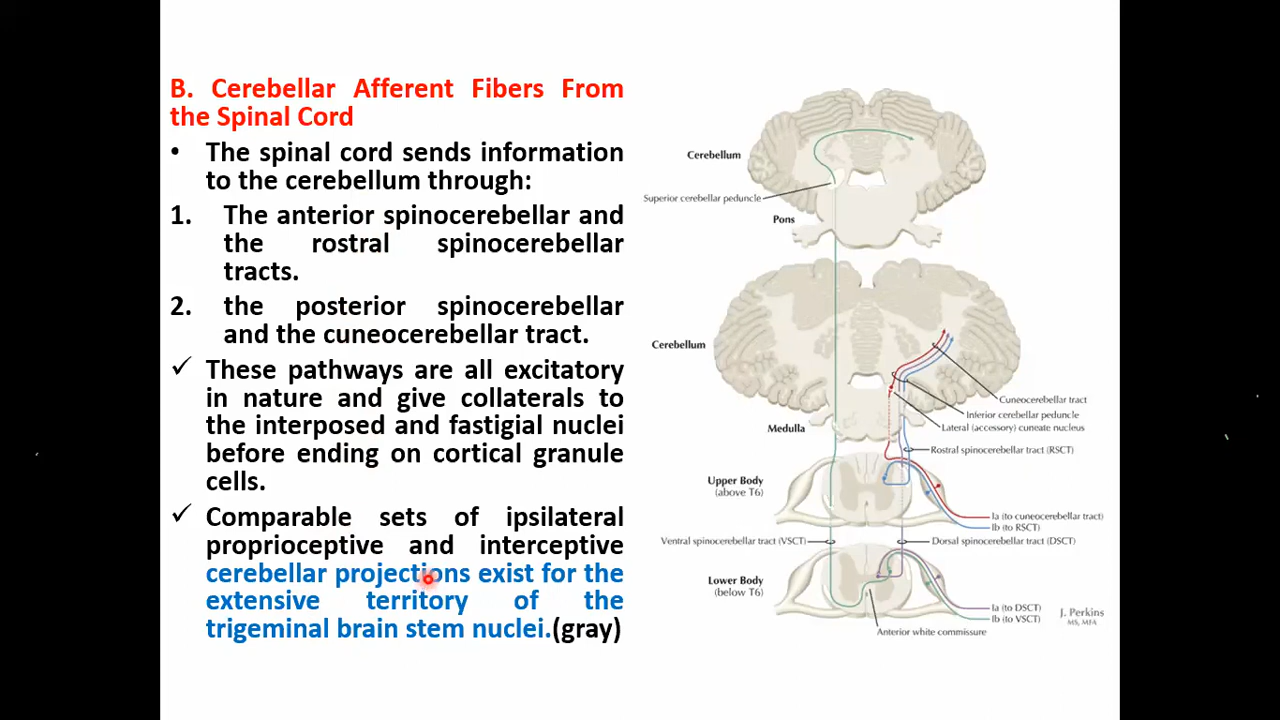 B. Cerebellar Afferent Fibers From
the Spinal Cord
• The spinal cord sends information
to the cerebellum through:
1. The anterior spinocerebellar and
the rostral spinocerebellar
tracts.
2. the posterior spinocerebellar
and the cuneocerebellar tract.
✓ These pathways are all excitatory
in nature and give collaterals to
the interposed and fastigial nuclei
before ending on cortical granule
cells.
✓ Comparable sets of ipsilateral
proprioceptive and interceptive
cerebellar projections exist for the
extensive territory of the
trigeminal brain stem nuclei.(gray)
Cerebellum
Superior cerebellar peduncle
Pons
Cerebellum
Cuneocerebellar tract
Inferior cerebellar peduncle
Lateral (accessory) cuneate nucleus
Medulla
Rostral spinocerebellar tract (RSCT)
Upper Body
(above T6)
Ia (to cuneocerebellar tract)
Ib (to RSCT)
Ventral spinocerebellar tract (VSCT)
Dorsal spinocerebellar tract (DSCT)
Lower Body
(below T6)
Ia (to DSCT)
Ib (to VSCT)
Anterior white commissure
J. Perkins
MS, MFA